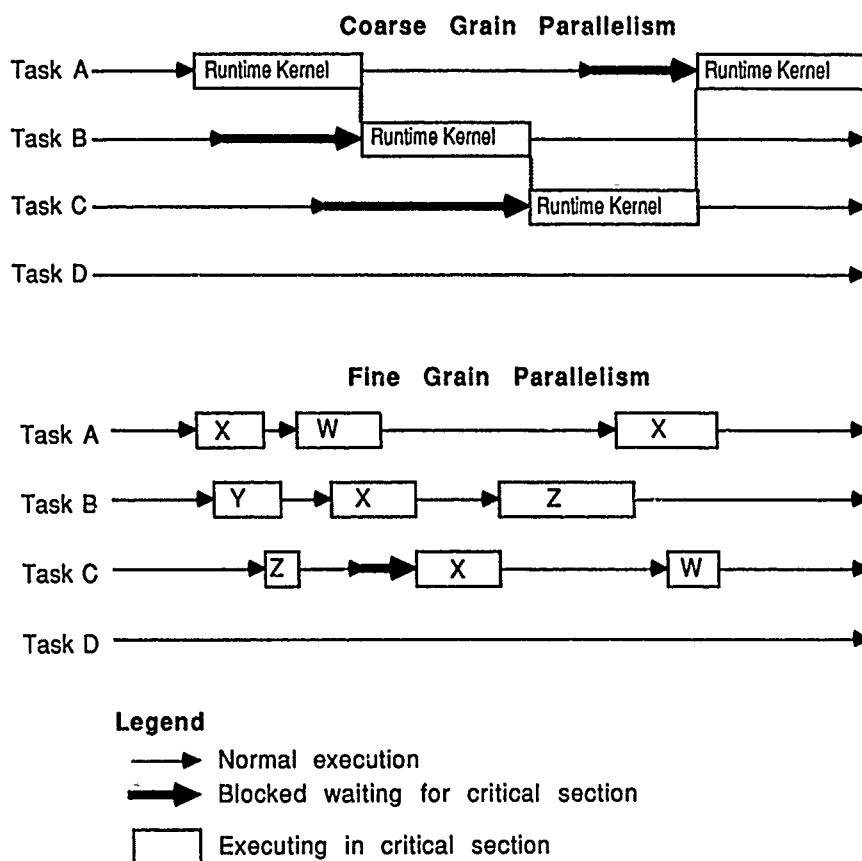 Coarse Grain Parallelism
Task A Runtime Kernel Runtime Kernel
Task B Runtime Kernel
Task C Runtime Kernel
Task D
Fine Grain Parallelism
Task A X W X
Task B Y X Z
Task C Z X W
Task D
Legend
Normal execution
Blocked waiting for critical section
Executing in critical section